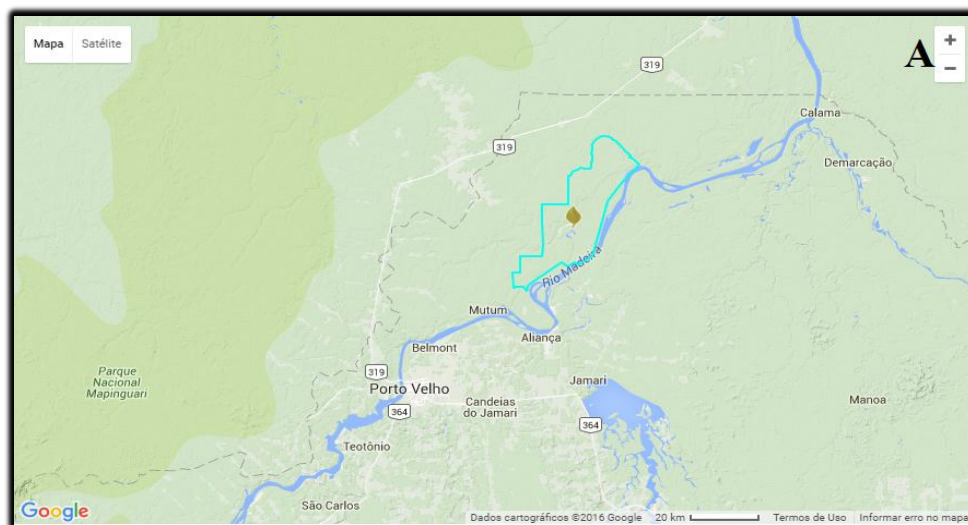 Mapa
Satélite
A
+
−
319
Calama
319
Demarcação
Rio Madeira
Mutum
Aliança
Belmont
Parque
Nacional
Mapinguari
319
Porto Velho
Jamari
Candeias
do Jamari
Manoa
364
364
Teotônio
São Carlos
Google
Dados cartográficos ©2016 Google
20 km
Termos de Uso
Informar erro no mapa